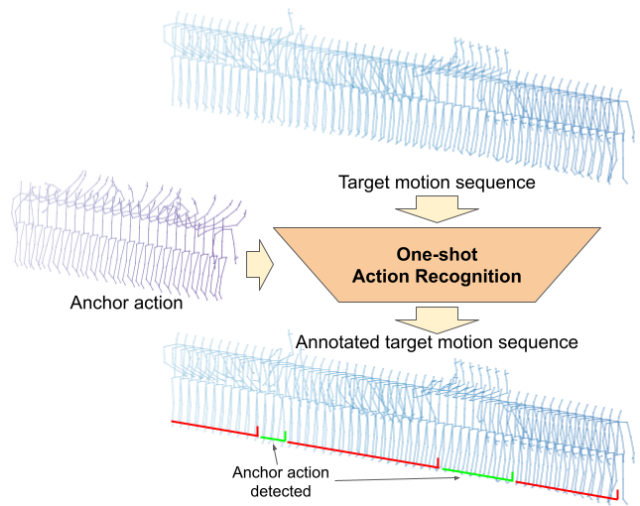 Target motion sequence
One-shot
Action Recognition
Anchor action
Annotated target motion sequence
Anchor action
detected